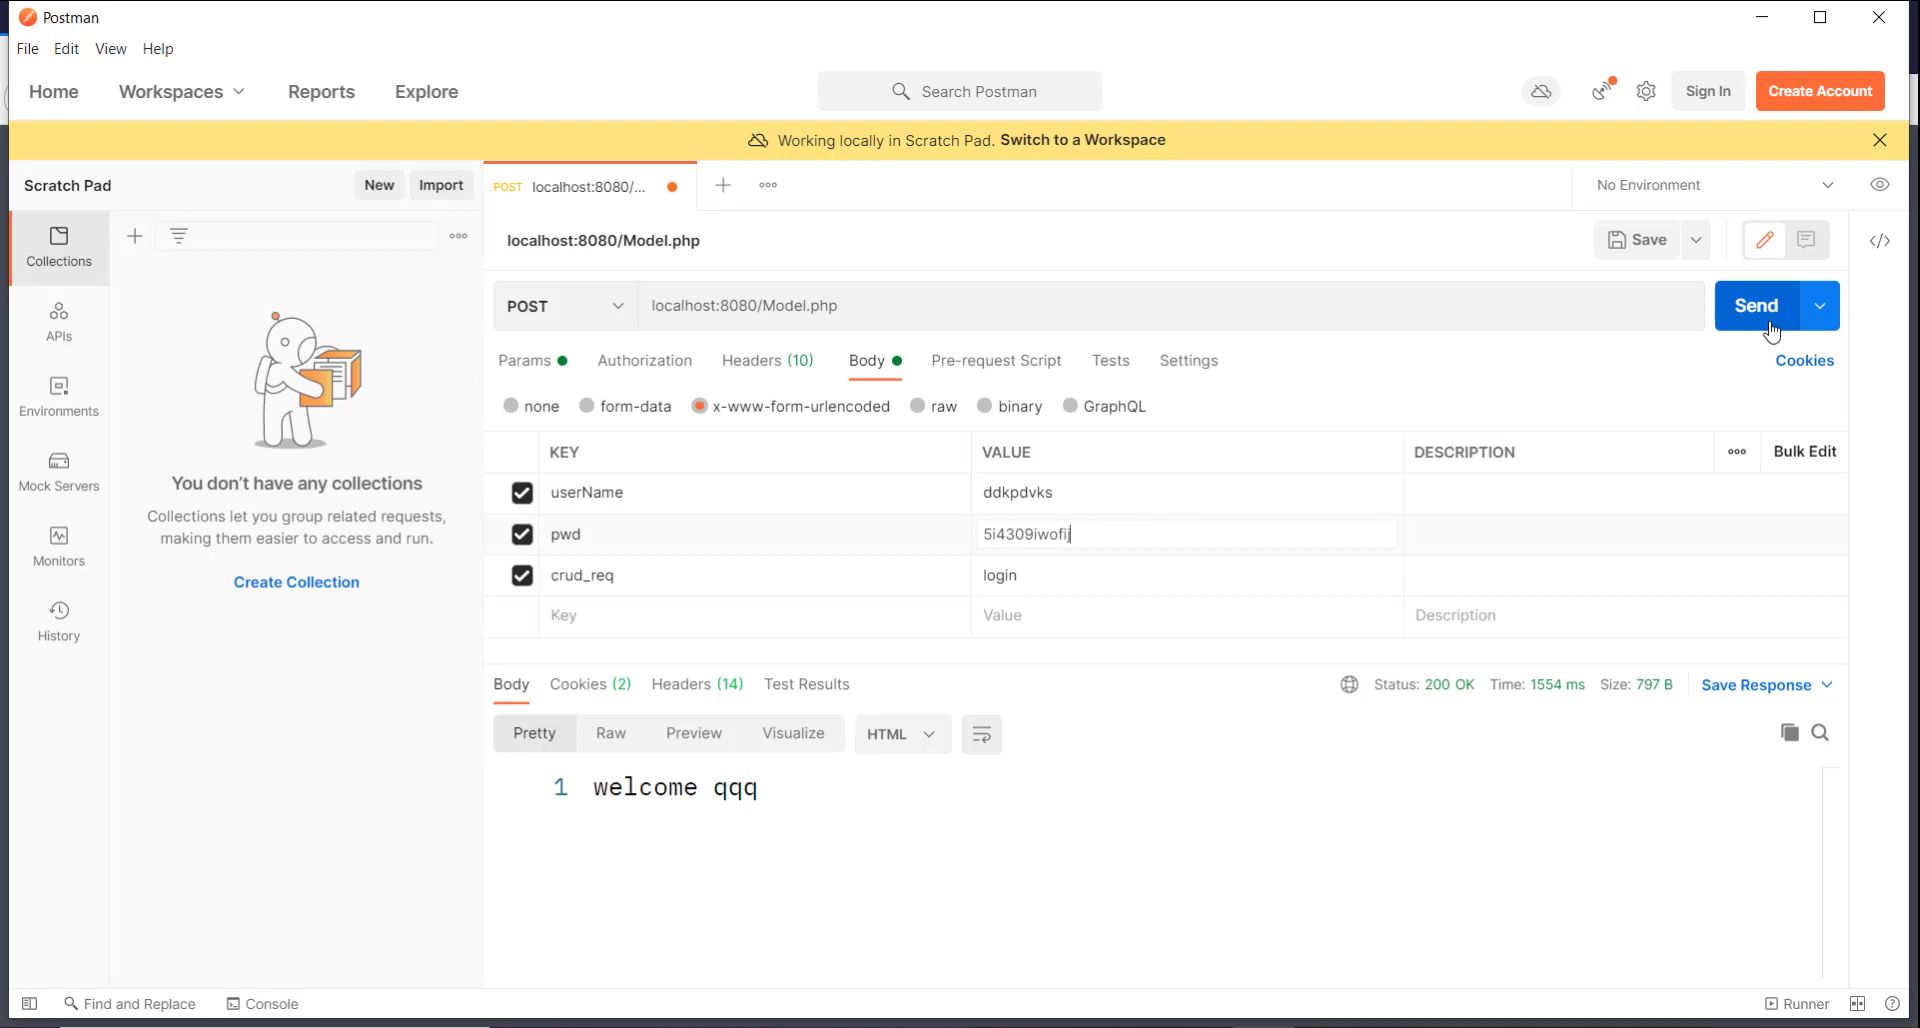 Postman
File Edit View Help
Home Workspaces Reports Explore Search Postman Sign In Create Account
Working locally in Scratch Pad. Switch to a Workspace
Scratch Pad New Import POST localhost:8080/... No Environment
Collections
localhost:8080/Model.php Save
APIs
POST localhost:8080/Model.php Send
Params Authorization Headers (10) Body Pre-request Script Tests Settings Cookies
Environments
none form-data x-www-form-urlencoded raw binary GraphQL
KEY VALUE DESCRIPTION Bulk Edit
Mock Servers
You don't have any collections
Collections let you group related requests,
making them easier to access and run.
Create Collection
userName ddkpdvks
pwd 5i4309iwofij
crud_req login
Key Value Description
Monitors
History
Body Cookies (2) Headers (14) Test Results Status: 200 OK Time: 1554 ms Size: 797 B Save Response
Pretty Raw Preview Visualize HTML
1 welcome qqq
Find and Replace Console Runner